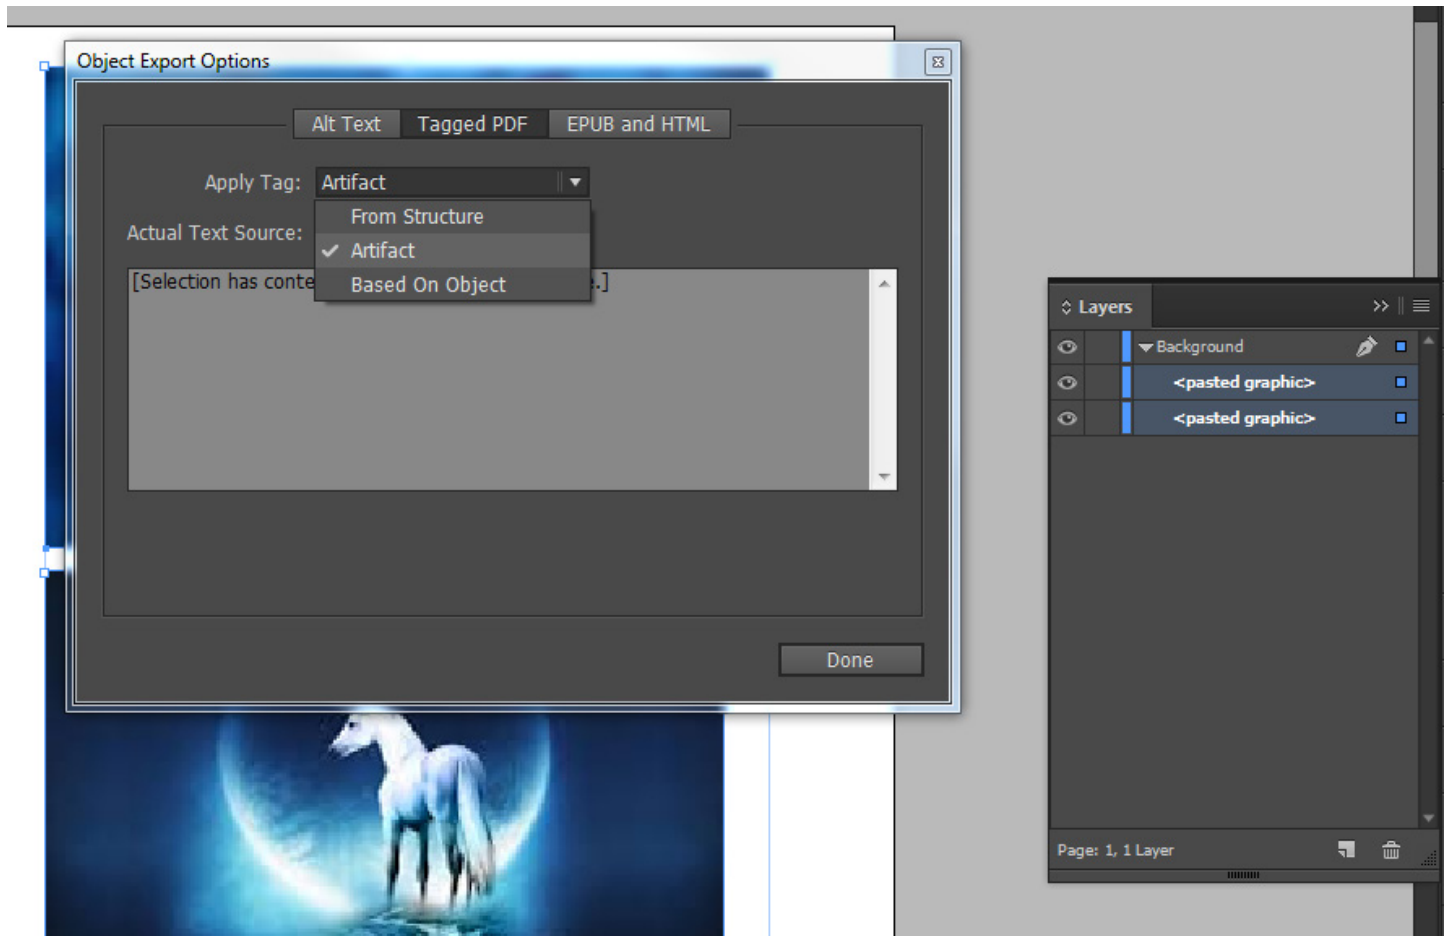 Object Export Options
Alt Text Tagged PDF EPUB and HTML
Apply Tag: Artifact
From Structure
Actual Text Source:
Artifact
[Selection has conte .]
Based On Object
Done
Layers
Background
<pasted graphic>
<pasted graphic>
Page: 1, 1 Layer